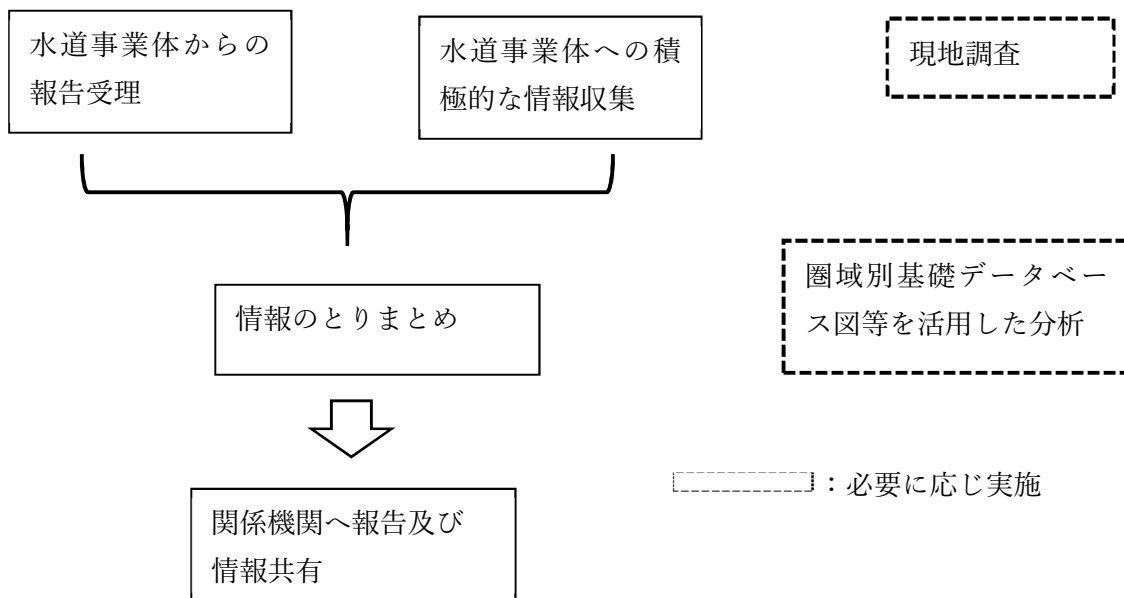 水道事業体からの
報告受理
水道事業体への積
極的な情報収集
現地調査
情報のとりまとめ
圏域別基礎データベー
ス図等を活用した分析
：必要に応じ実施
関係機関へ報告及び
情報共有